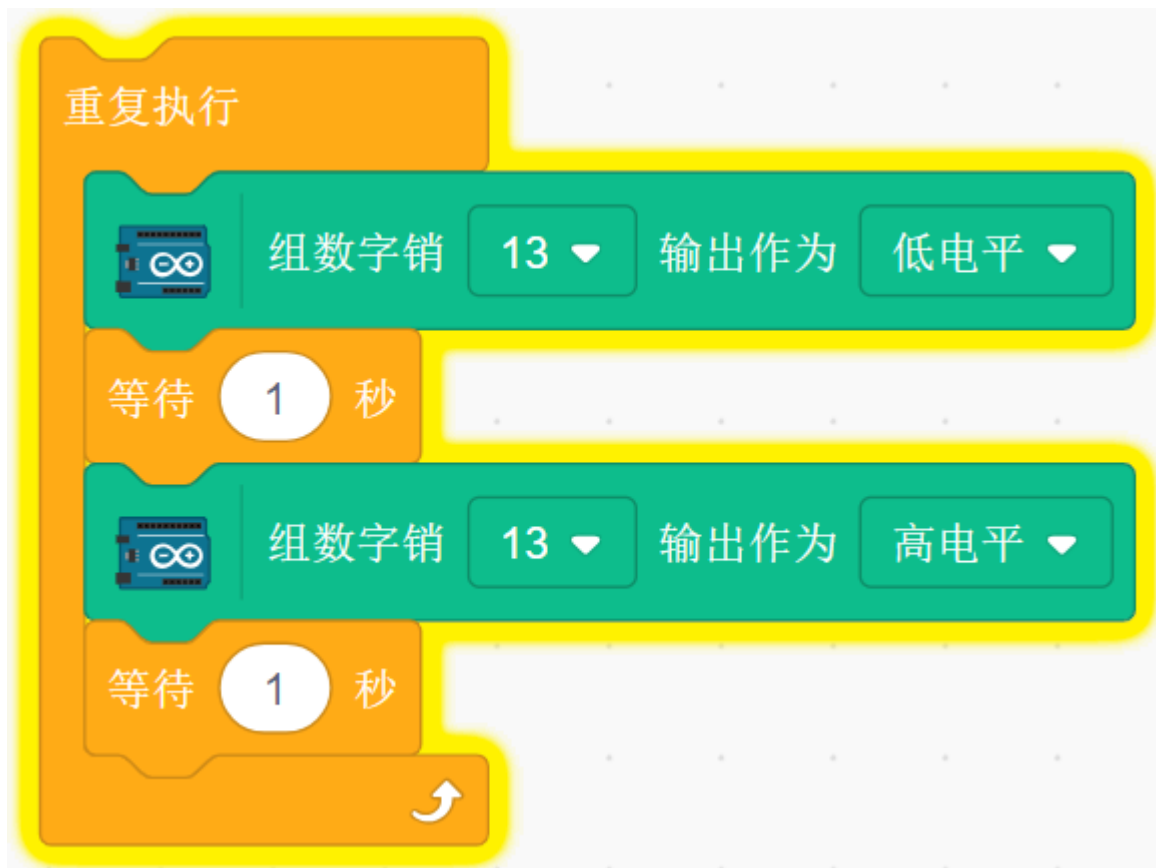 重复执行
组数字销 13 输出作为 低电平
等待 1 秒
组数字销 13 输出作为 高电平
等待 1 秒